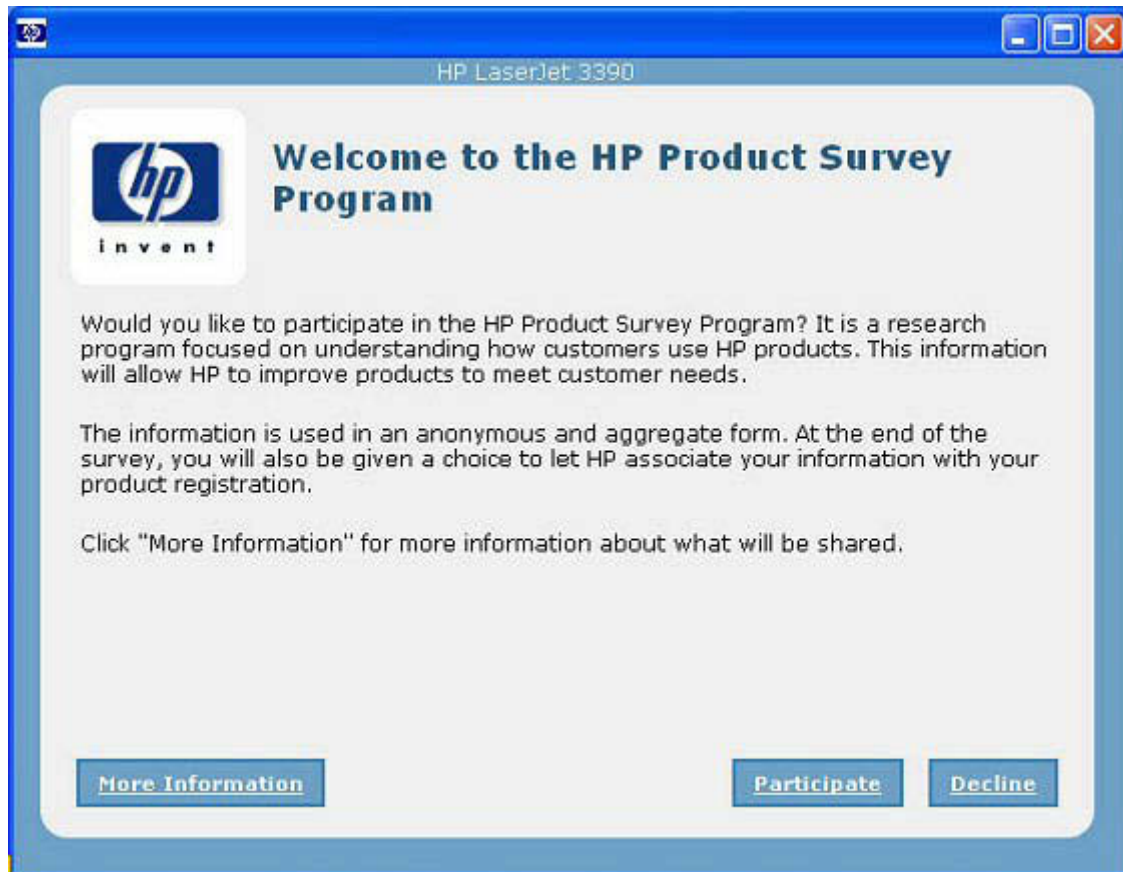 HP LaserJet 3390
hp
invent
Welcome to the HP Product Survey
Program
Would you like to participate in the HP Product Survey Program? It is a research
program focused on understanding how customers use HP products. This information
will allow HP to improve products to meet customer needs.
The information is used in an anonymous and aggregate form. At the end of the
survey, you will also be given a choice to let HP associate your information with your
product registration.
Click "More Information" for more information about what will be shared.
More Information
Participate
Decline